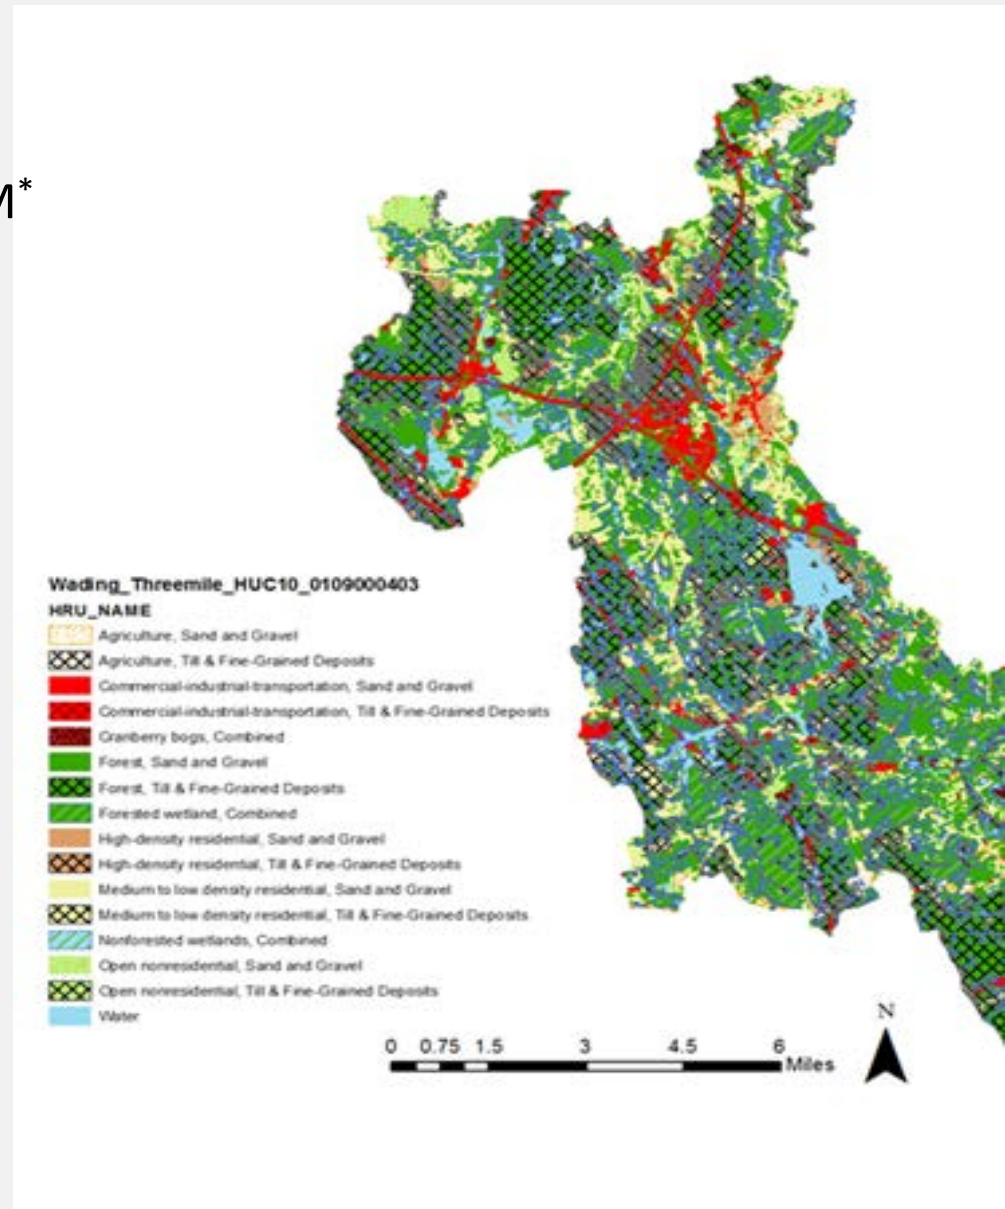 M*
Wading_Threemile_HUC10_0109000403
HRU_NAME
Agriculture, Sand and Gravel
Agriculture, Till & Fine-Grained Deposits
Commercial-industrial-transportation, Sand and Gravel
Commercial-industrial-transportation, Till & Fine-Grained Deposits
Cranberry bogs, Combined
Forest, Sand and Gravel
Forest, Till & Fine-Grained Deposits
Forested wetland, Combined
High-density residential, Sand and Gravel
High-density residential, Till & Fine-Grained Deposits
Medium to low density residential, Sand and Gravel
Medium to low density residential, Till & Fine-Grained Deposits
Nonforested wetlands, Combined
Open nonresidential, Sand and Gravel
Open nonresidential, Till & Fine-Grained Deposits
Water
N
0 0.75 1.5 3 4.5 6
Miles